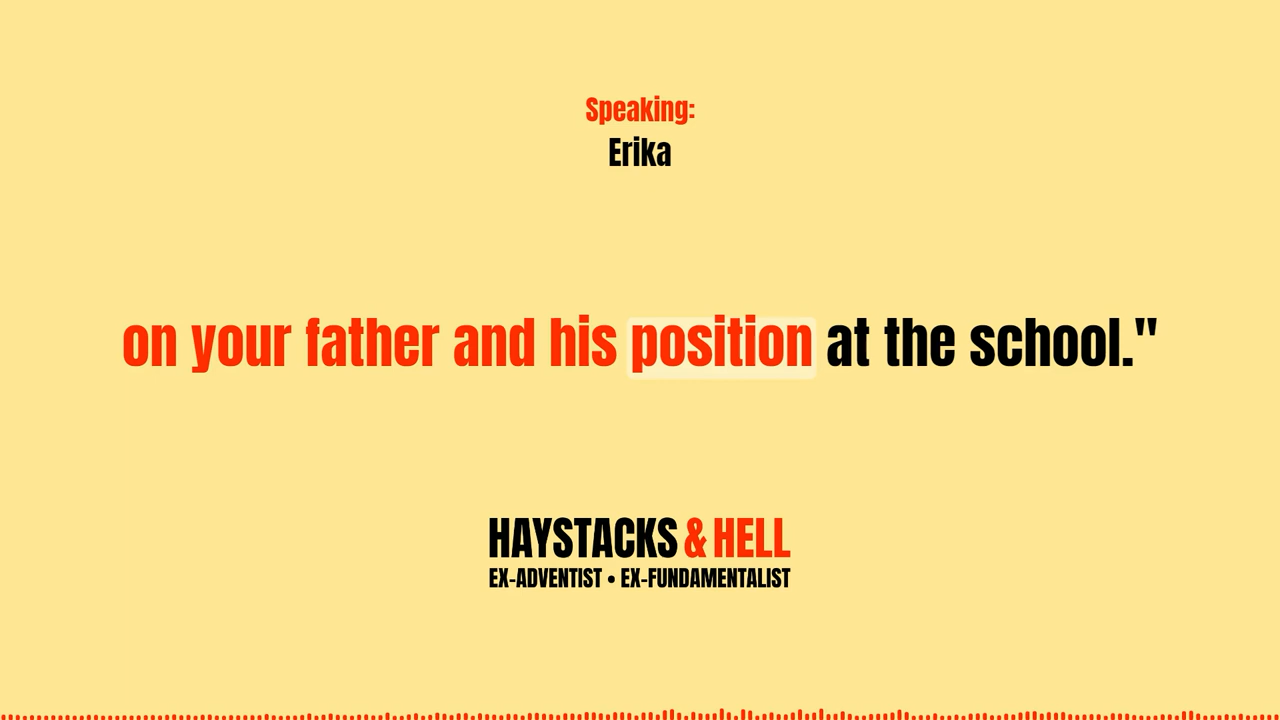 Speaking:
Erika
on your father and his position at the school."
HAYSTACKS & HELL
EX-ADVENTIST • EX-FUNDAMENTALIST